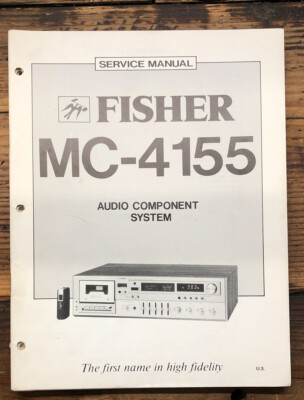 SERVICE MANUAL
FISHER
MC-4155
AUDIO COMPONENT
SYSTEM
The first name in high fidelity
U.S.